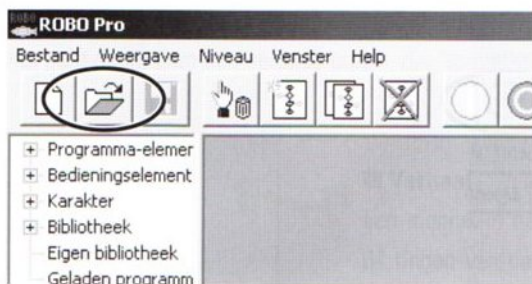 ROBO Pro
Bestand Weergave Niveau Venster Help
Programma-elemer
Bedieningselement
Karakter
Bibliotheek
Eigen bibliotheek
Geladen programm